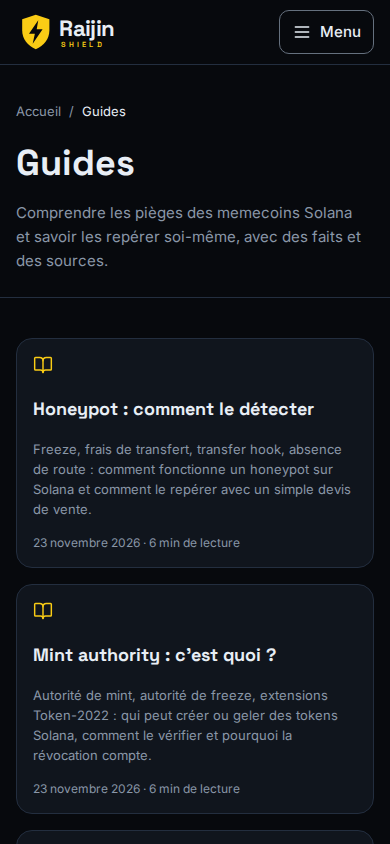 Raijin
SHIELD
Menu
Accueil / Guides
Guides
Comprendre les pièges des memecoins Solana
et savoir les repérer soi-même, avec des faits et
des sources.
Honeypot : comment le détecter
Freeze, frais de transfert, transfer hook, absence
de route : comment fonctionne un honeypot sur
Solana et comment le repérer avec un simple devis
de vente.
23 novembre 2026 · 6 min de lecture
Mint authority : c’est quoi ?
Autorité de mint, autorité de freeze, extensions
Token-2022 : qui peut créer ou geler des tokens
Solana, comment le vérifier et pourquoi la
révocation compte.
23 novembre 2026 · 6 min de lecture